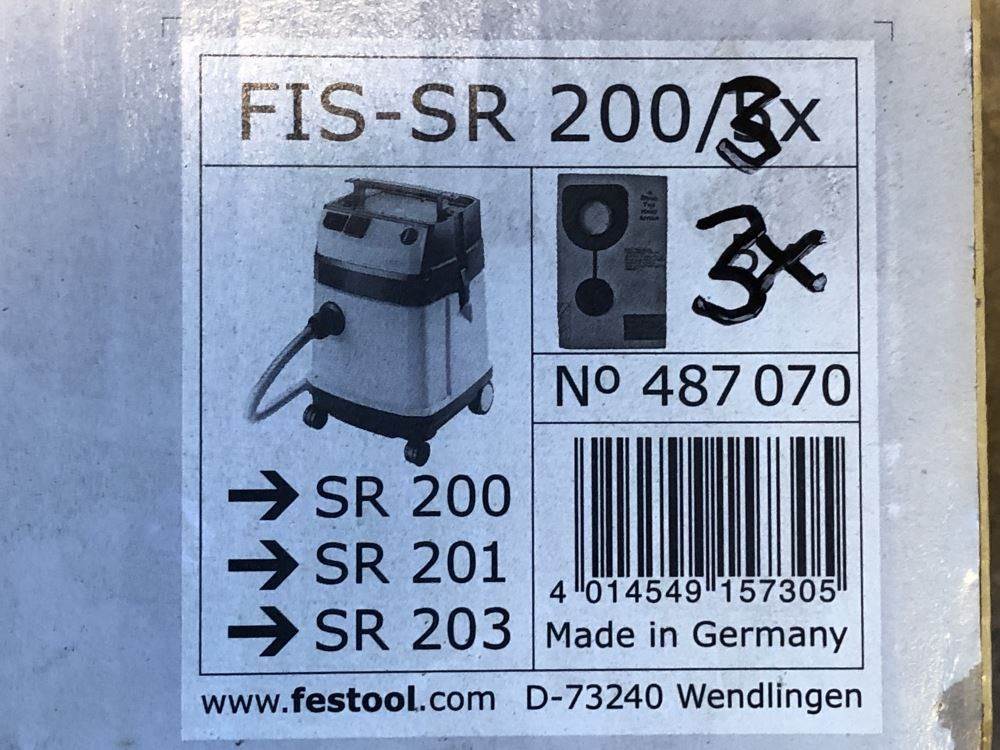 FIS-SR 200/3x
3x
Nº 487 070
SR 200
SR 201
SR 203
4 014549 157305
Made in Germany
www.festool.com D-73240 Wendlingen